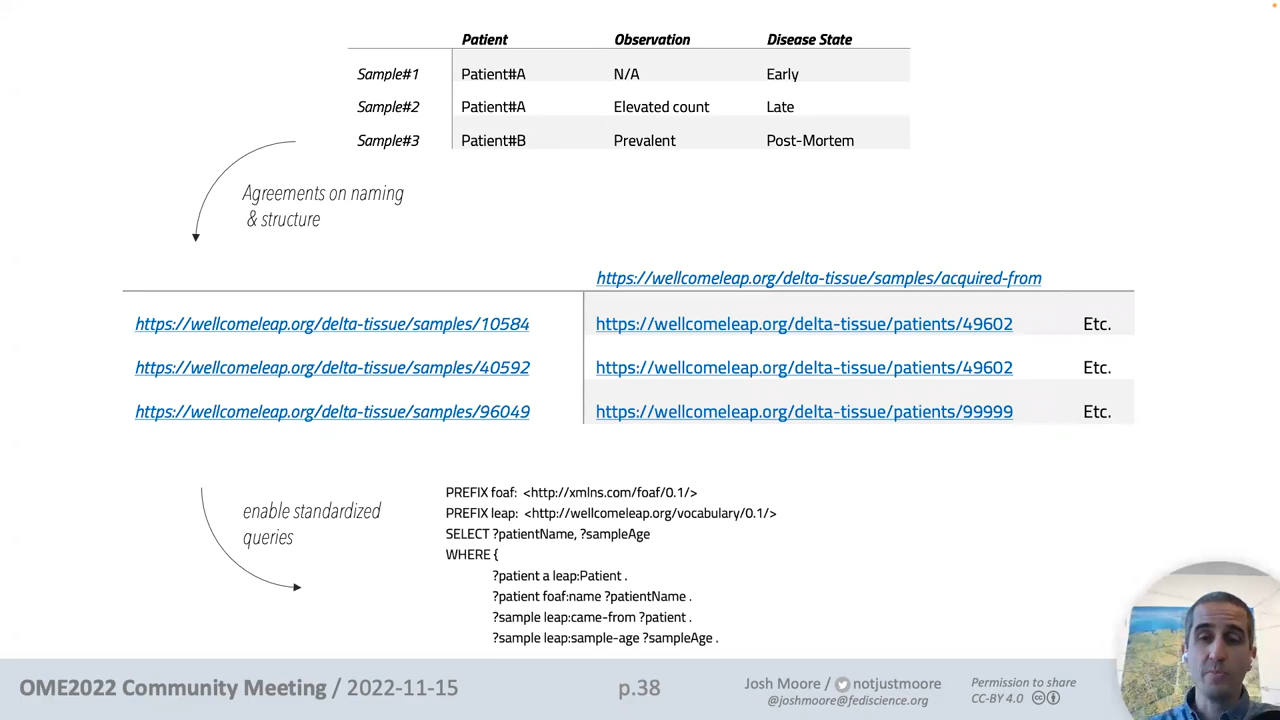 Patient Observation Disease State
Sample#1 Patient#A N/A Early
Sample#2 Patient#A Elevated count Late
Sample#3 Patient#B Prevalent Post-Mortem
Agreements on naming
& structure
https://wellcomeleap.org/delta-tissue/samples/acquired-from
https://wellcomeleap.org/delta-tissue/samples/10584 https://wellcomeleap.org/delta-tissue/patients/49602 Etc.
https://wellcomeleap.org/delta-tissue/samples/40592 https://wellcomeleap.org/delta-tissue/patients/49602 Etc.
https://wellcomeleap.org/delta-tissue/samples/96049 https://wellcomeleap.org/delta-tissue/patients/99999 Etc.
enable standardized
queries
PREFIX foaf: <http://xmlns.com/foaf/0.1/>
PREFIX leap: <http://wellcomeleap.org/vocabulary/0.1/>
SELECT ?patientName, ?sampleAge
WHERE {
?patient a leap:Patient .
?patient foaf:name ?patientName .
?sample leap:came-from ?patient .
?sample leap:sample-age ?sampleAge .
OME2022 Community Meeting / 2022-11-15
p.38
Josh Moore / notjustmoore
@joshmoore@fediscience.org
Permission to share
CC-BY 4.0